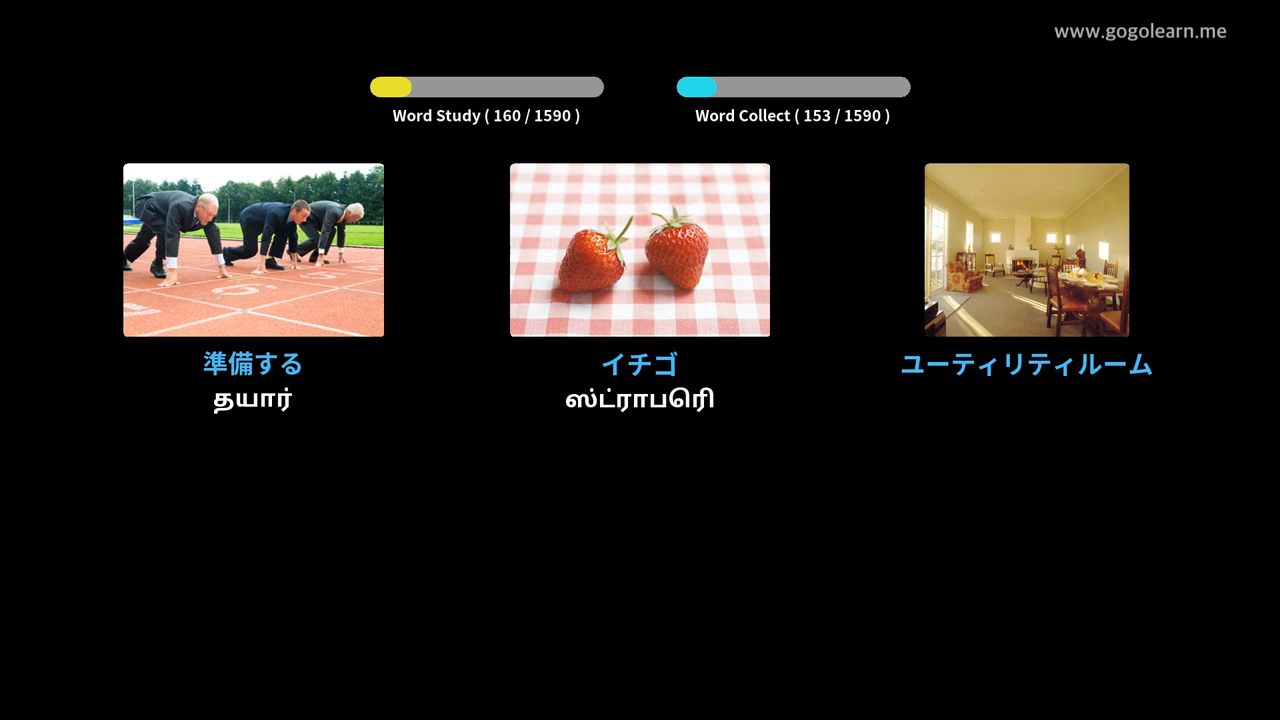 www.gogolearn.me
Word Study ( 160 / 1590 )
Word Collect ( 153 / 1590 )
準備する
தயார்
イチゴ
ஸ்ட்ராபெரி
ユーティリティルーム